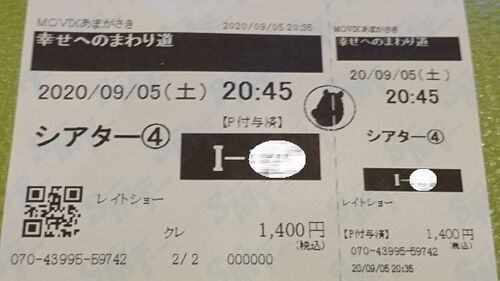 MOVIXあまがさき
2020/09/05 20:35
幸せへのまわり道
2020/09/05(土) 20:45
【P付与済】
シアター④
I-
レイトショー
クレ
1,400円
(税込)
070-43995-59742
2/2
000000
MOVIXあまがさき
幸せへのまわり道
20/09/05(土)
20:45
シアター④
I-
レイトショー
【P付与済】
1,400円
(税込)
070-43995-59742
20/09/05 20:35